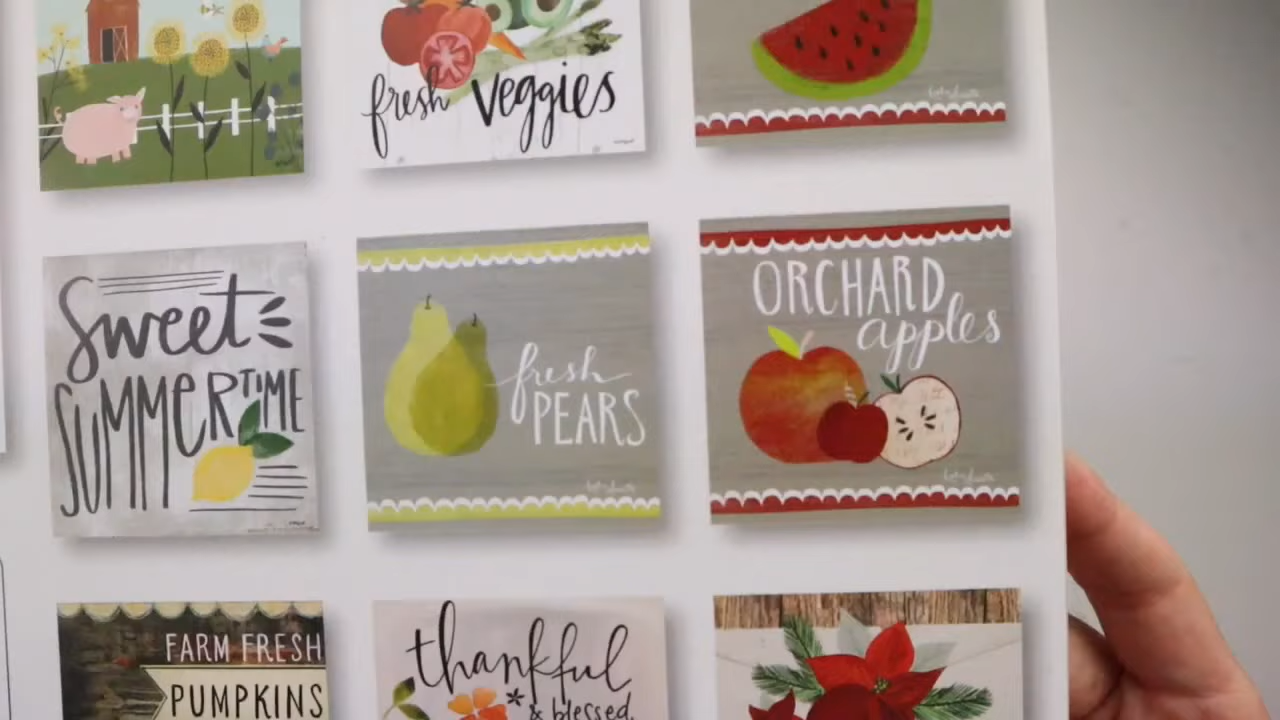 fresh veggies
Sweet
SUMMERTIME
fresh
PEARS
ORCHARD
apples
FARM FRESH
PUMPKINS
thankful
& blessed